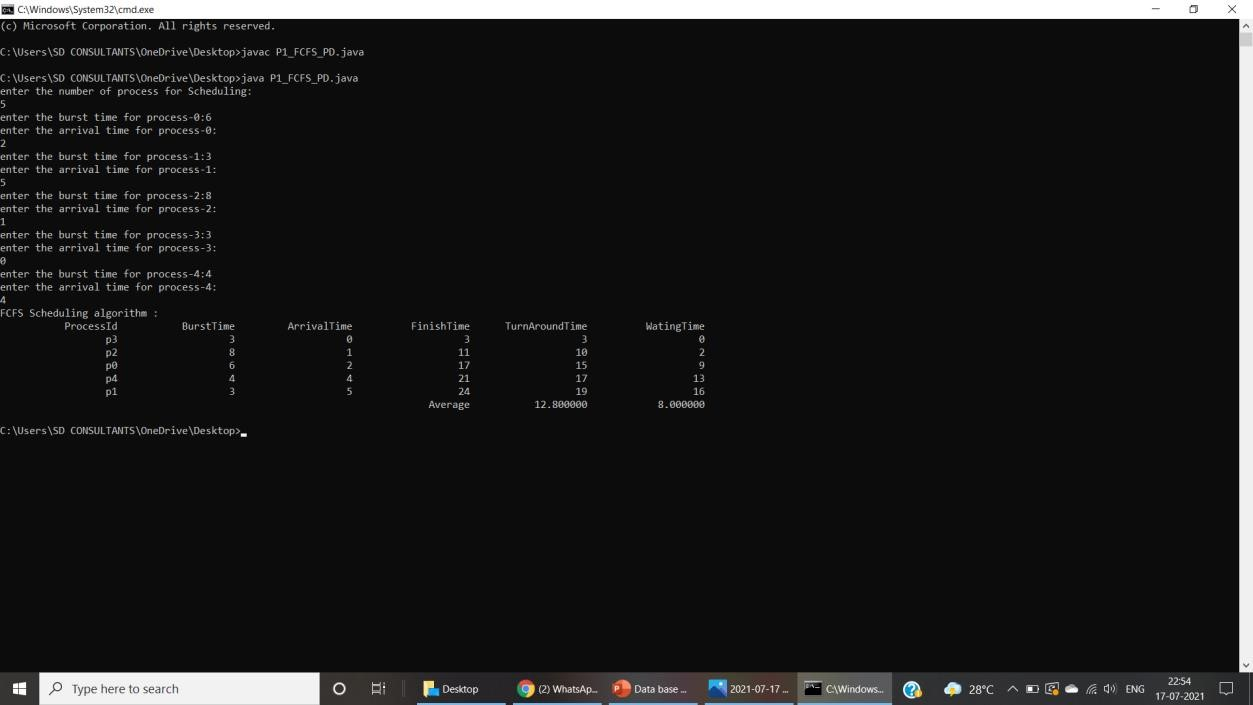 C:\Windows\System32\cmd.exe
(c) Microsoft Corporation. All rights reserved.
C:\Users\SD CONSULTANTS\OneDrive\Desktop>javac P1_FCFS_PD.java
C:\Users\SD CONSULTANTS\OneDrive\Desktop>java P1_FCFS_PD.java
enter the number of process for Scheduling:
5
enter the burst time for process-0:6
enter the arrival time for process-0:
2
enter the burst time for process-1:3
enter the arrival time for process-1:
5
enter the burst time for process-2:8
enter the arrival time for process-2:
1
enter the burst time for process-3:3
enter the arrival time for process-3:
0
enter the burst time for process-4:4
enter the arrival time for process-4:
4
FCFS Scheduling algorithm :
ProcessId BurstTime ArrivalTime FinishTime TurnAroundTime WatingTime
p3 3 0 3 3 0
p2 8 1 11 10 2
p0 6 2 17 15 9
p4 4 4 21 17 13
p1 3 5 24 19 16
Average 12.800000 8.000000
C:\Users\SD CONSULTANTS\OneDrive\Desktop>
Type here to search Desktop (2) WhatsAp... Data base ... 2021-07-17 ... C:\Windows... 28°C ENG 22:54
17-07-2021